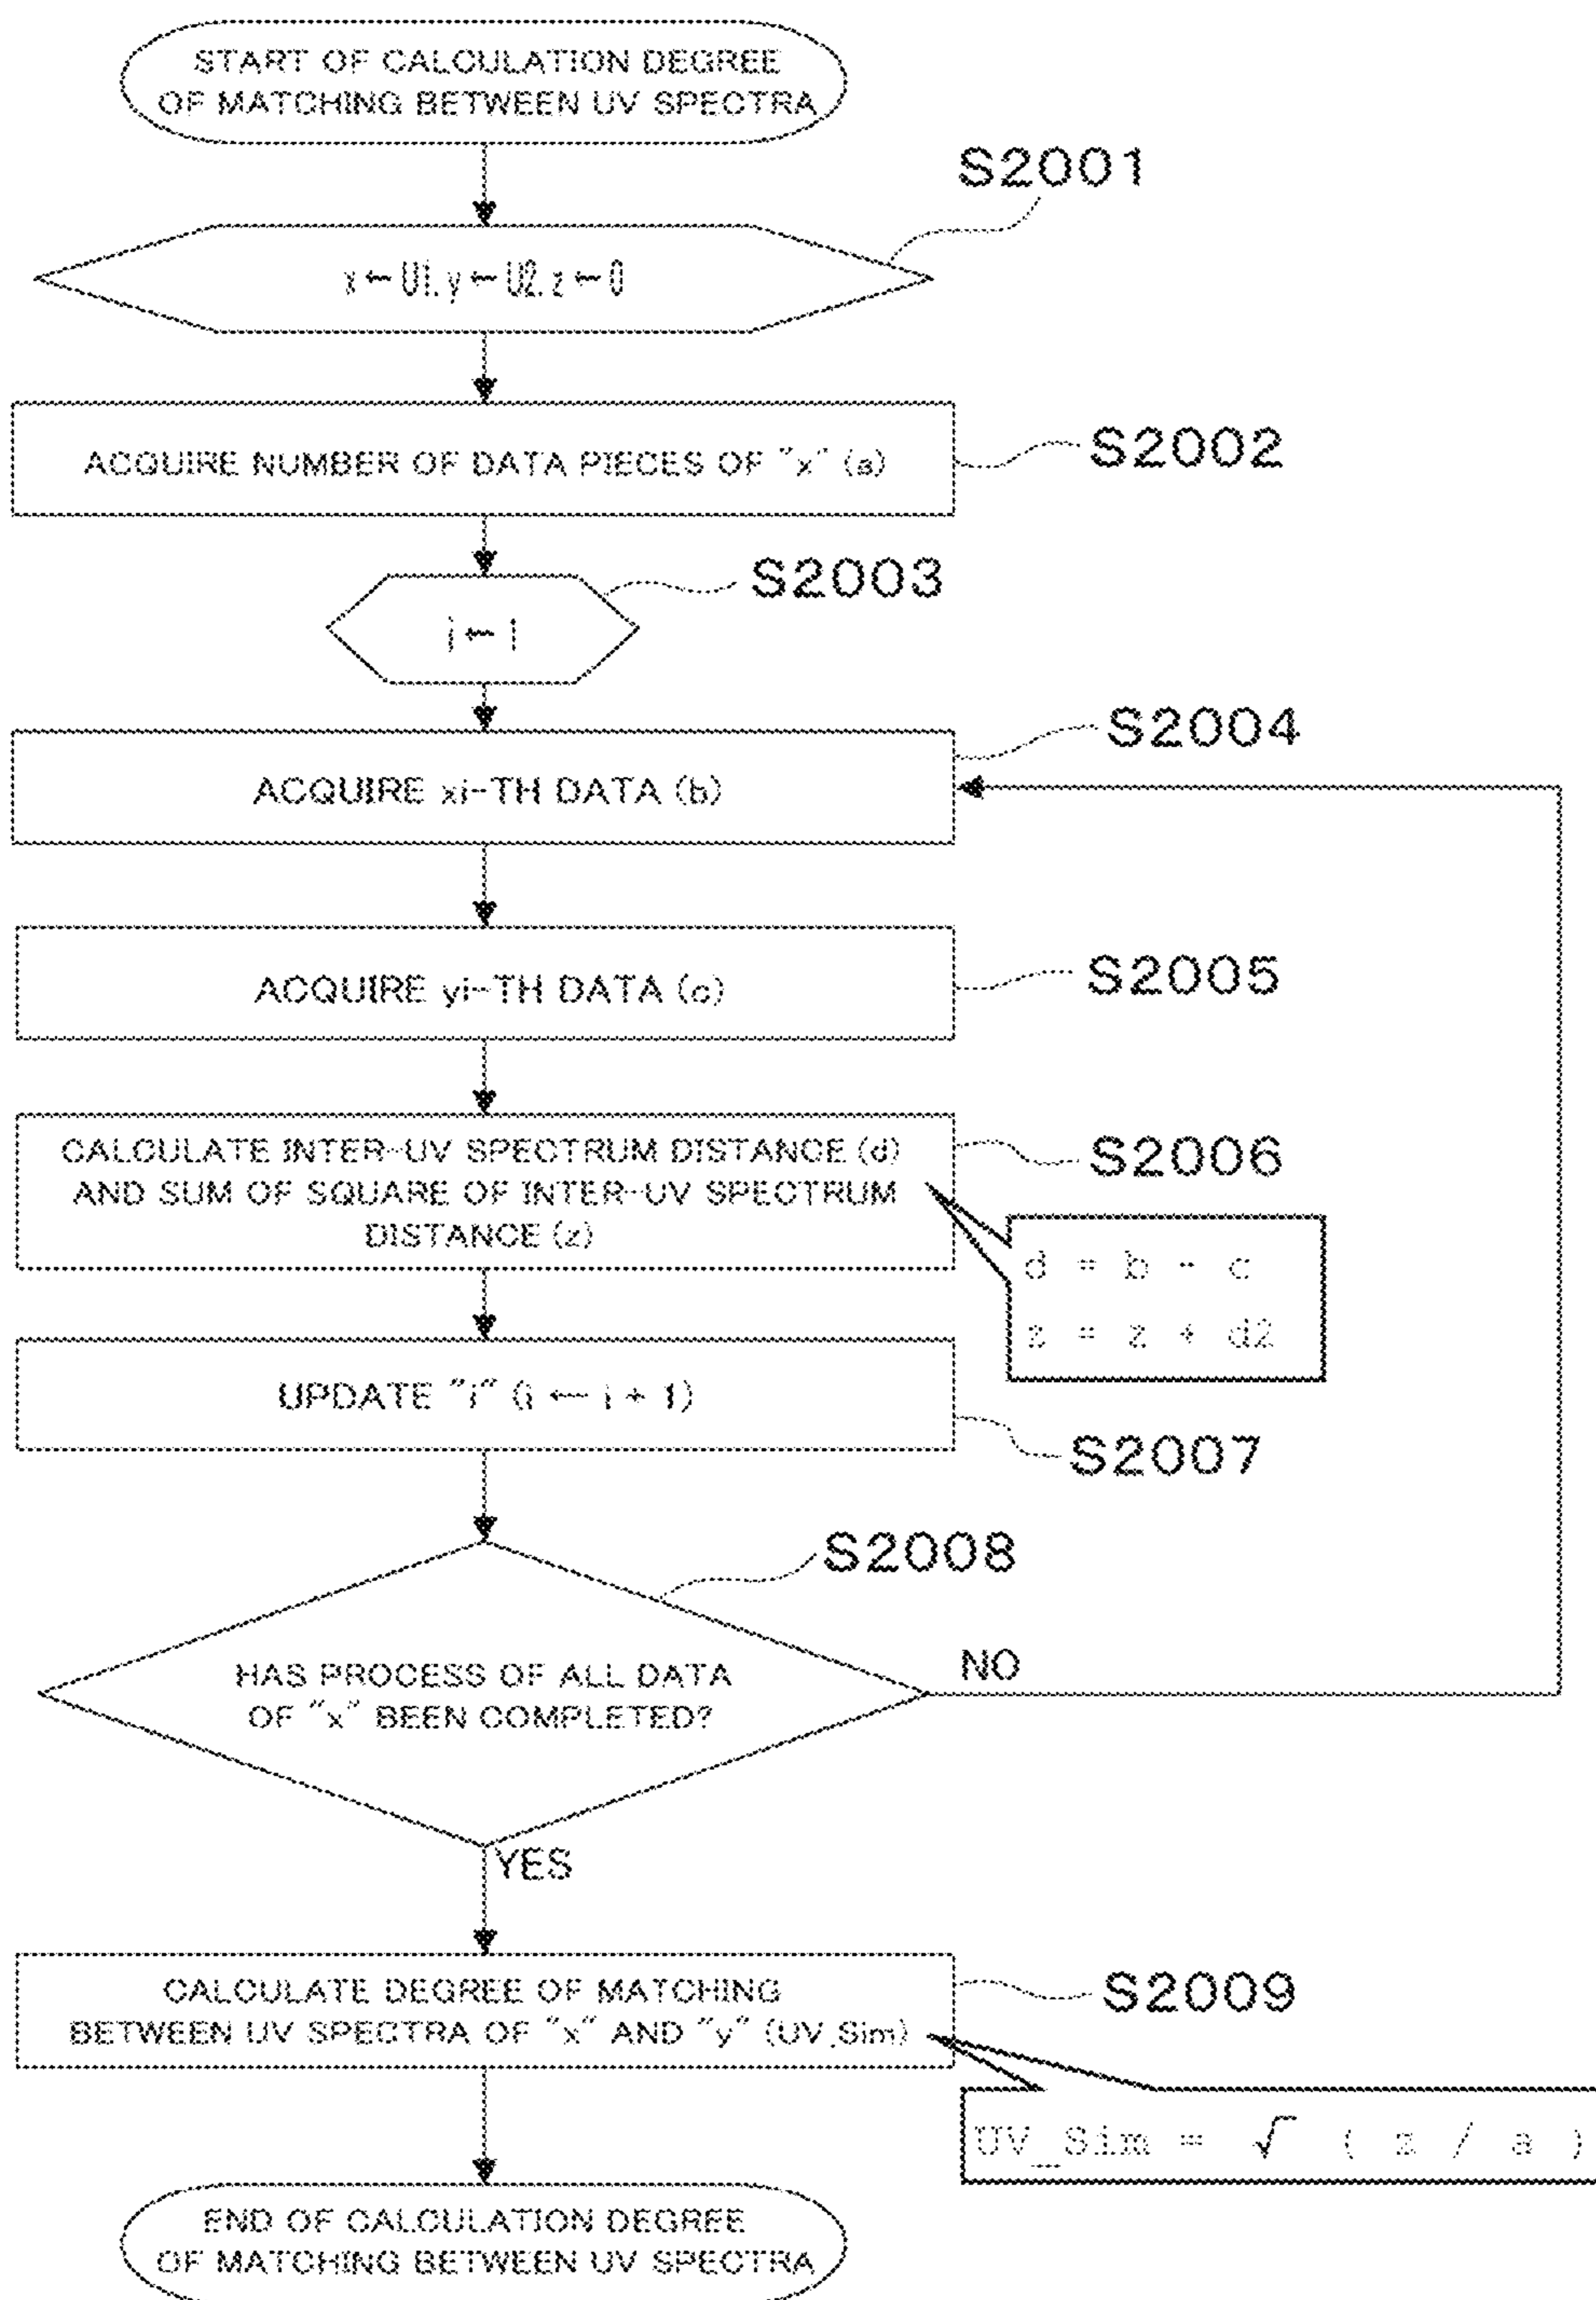 START OF CALCULATION DEGREE
OF MATCHING BETWEEN UV SPECTRA
S2001
x ← U1, y ← U2, z ← 0
ACQUIRE NUMBER OF DATA PIECES OF "x" (a)
S2002
S2003
i ← 1
S2004
ACQUIRE xi-TH DATA (b)
ACQUIRE yi-TH DATA (c)
S2005
CALCULATE INTER-UV SPECTRUM DISTANCE (d)
AND SUM OF SQUARE OF INTER-UV SPECTRUM
DISTANCE (z)
S2006
d = b - c
z = z + d2
UPDATE "i" (i ← i + 1)
S2007
S2008
HAS PROCESS OF ALL DATA
OF "x" BEEN COMPLETED?
NO
YES
CALCULATE DEGREE OF MATCHING
BETWEEN UV SPECTRA OF "x" AND "y" (UV_Sim)
S2009
UV_Sim = √ ( z / a )
END OF CALCULATION DEGREE
OF MATCHING BETWEEN UV SPECTRA